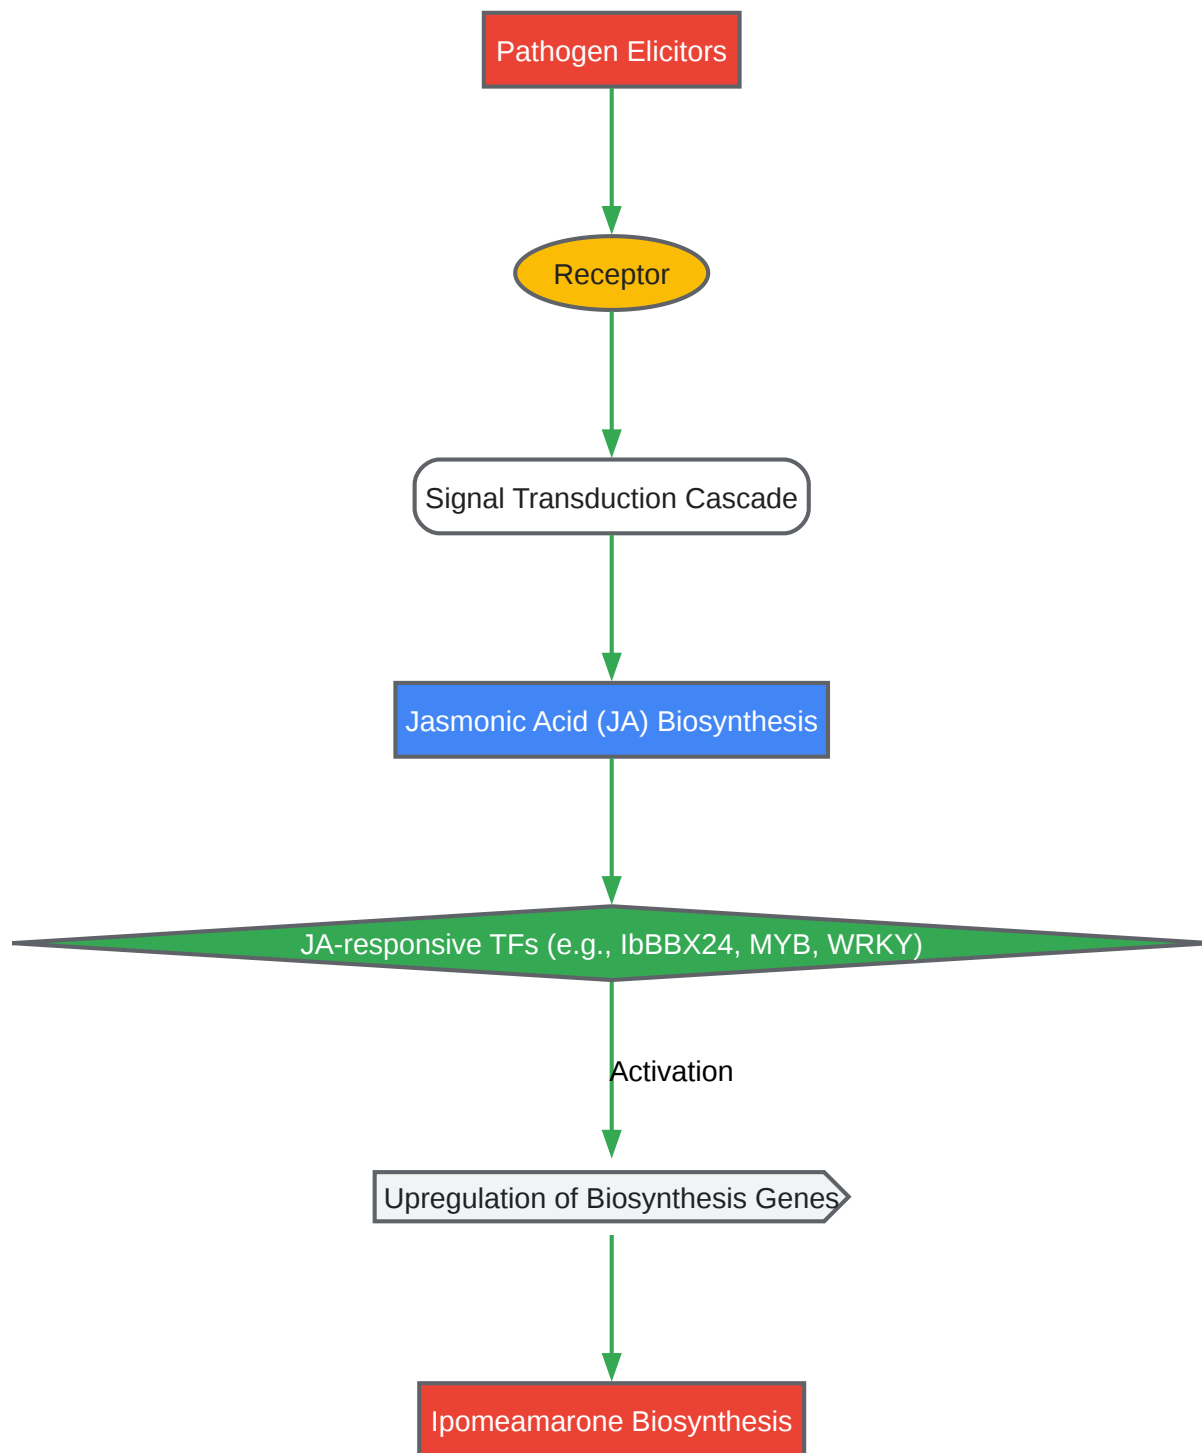 Pathogen Elicitors
Receptor
Signal Transduction Cascade
Jasmonic Acid (JA) Biosynthesis
JA-responsive TFs (e.g., IbBBX24, MYB, WRKY)
Activation
Upregulation of Biosynthesis Genes
Ipomeamarone Biosynthesis